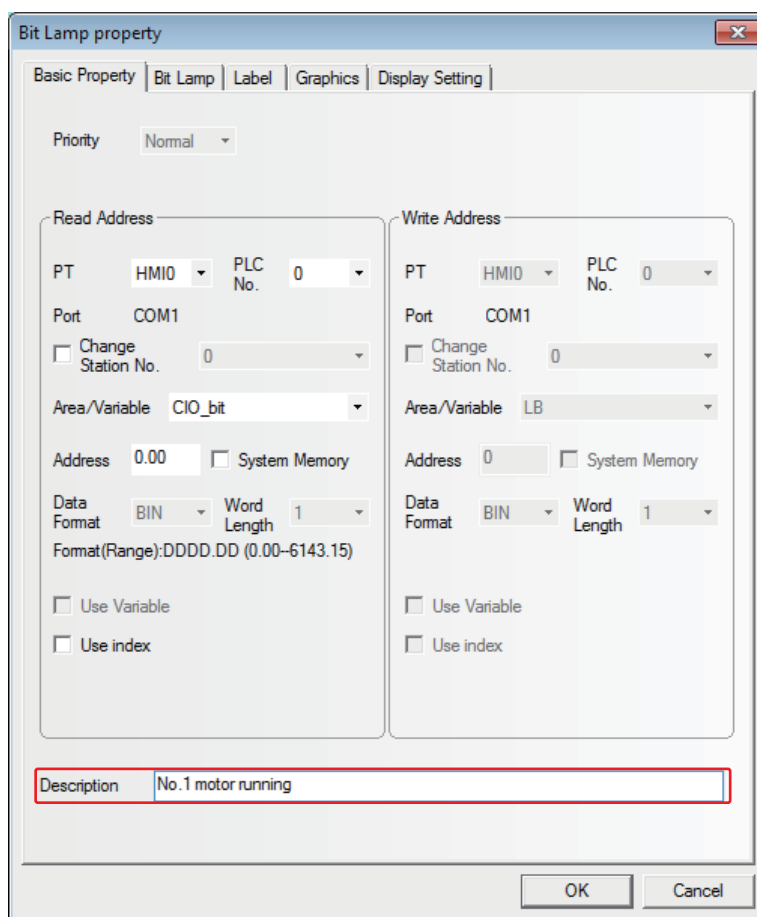 Bit Lamp property
Basic Property Bit Lamp Label Graphics Display Setting
Priority Normal
Read Address
PT HMI0 PLC No. 0
Port COM1
Change Station No. 0
Area/Variable CIO_bit
Address 0.00 System Memory
Data Format BIN Word Length 1
Format(Range):DDDD.DD (0.00--6143.15)
Use Variable
Use index
Write Address
PT HMI0 PLC No. 0
Port COM1
Change Station No. 0
Area/Variable LB
Address 0 System Memory
Data Format BIN Word Length 1
Use Variable
Use index
Description No.1 motor running
OK Cancel